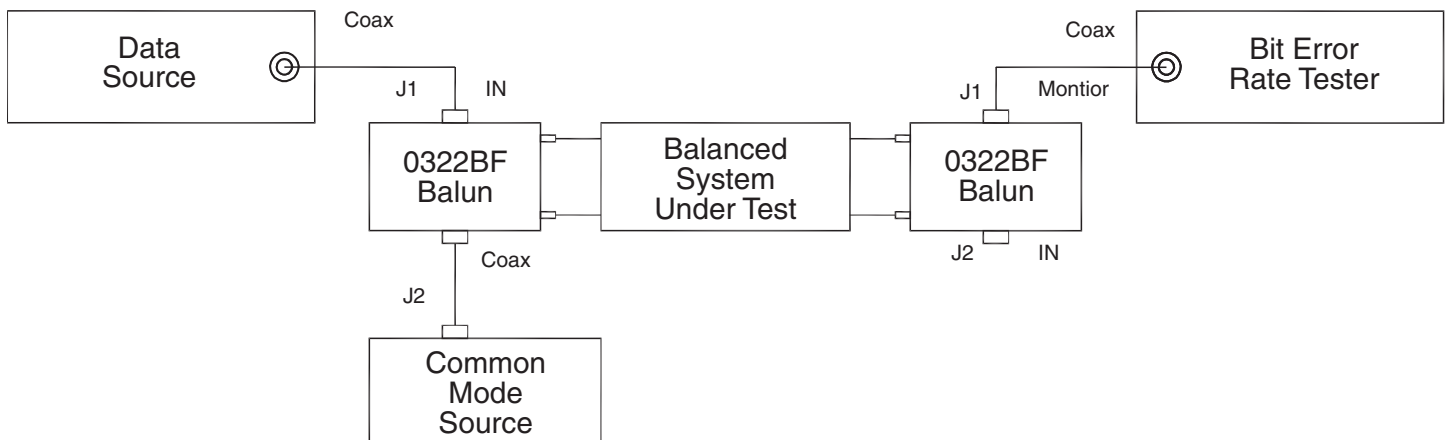 Coax
Data
Source
J1
IN
0322BF
Balun
Coax
J2
Common
Mode
Source
Balanced
System
Under Test
Coax
Bit Error
Rate Tester
J1
Montior
0322BF
Balun
J2
IN